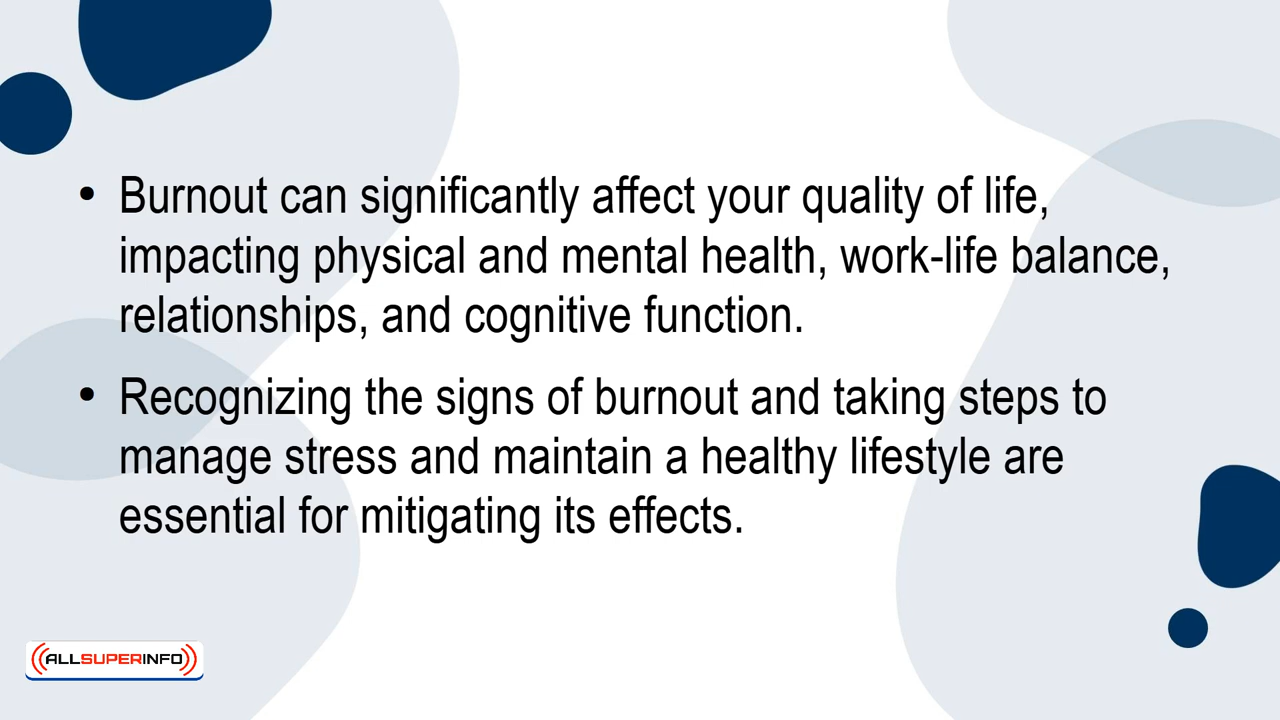 • Burnout can significantly affect your quality of life,
impacting physical and mental health, work-life balance,
relationships, and cognitive function.
• Recognizing the signs of burnout and taking steps to
manage stress and maintain a healthy lifestyle are
essential for mitigating its effects.
ALLSUPERINFO